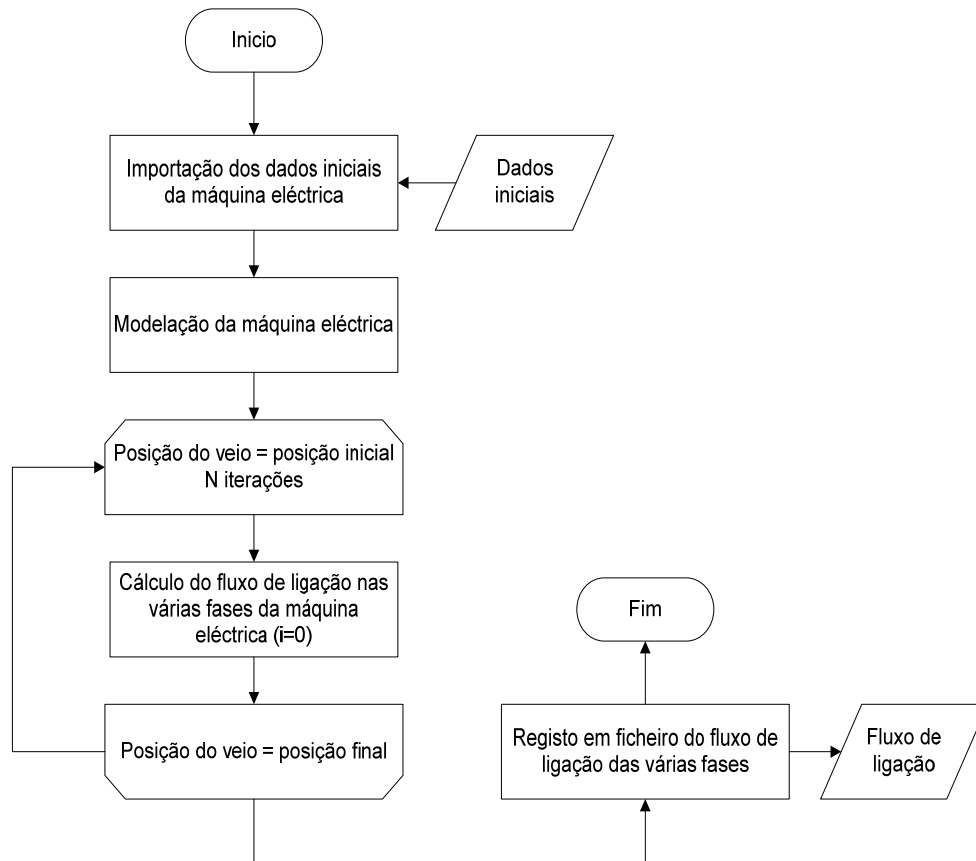 Inicio
Importação dos dados iniciais
da máquina eléctrica
Dados
iniciais
Modelação da máquina eléctrica
Posição do veio = posição inicial
N iterações
Cálculo do fluxo de ligação nas
várias fases da máquina
eléctrica (i=0)
Posição do veio = posição final
Fim
Registo em ficheiro do fluxo de
ligação das várias fases
Fluxo de
ligação